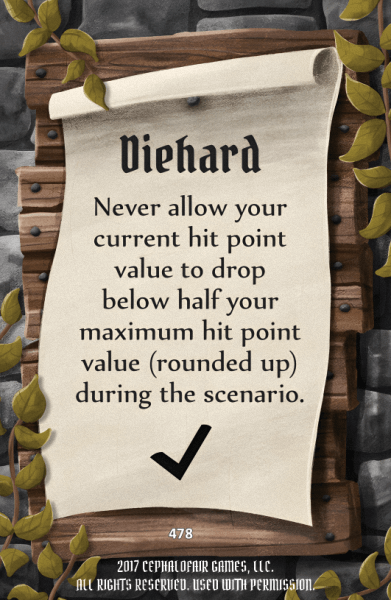 Diehard
Never allow your
current hit point
value to drop
below half your
maximum hit point
value (rounded up)
during the scenario.
478
2017 CEPHALOFAIR GAMES, LLC.
ALL RIGHTS RESERVED. USED WITH PERMISSION.